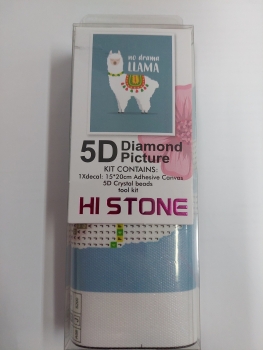 no drama
LLAMA
5D Diamond
Picture
KIT CONTAINS:
1Xdecal: 15*20cm Adhesive Canvas
5D Crystal beads
tool kit
HI STONE